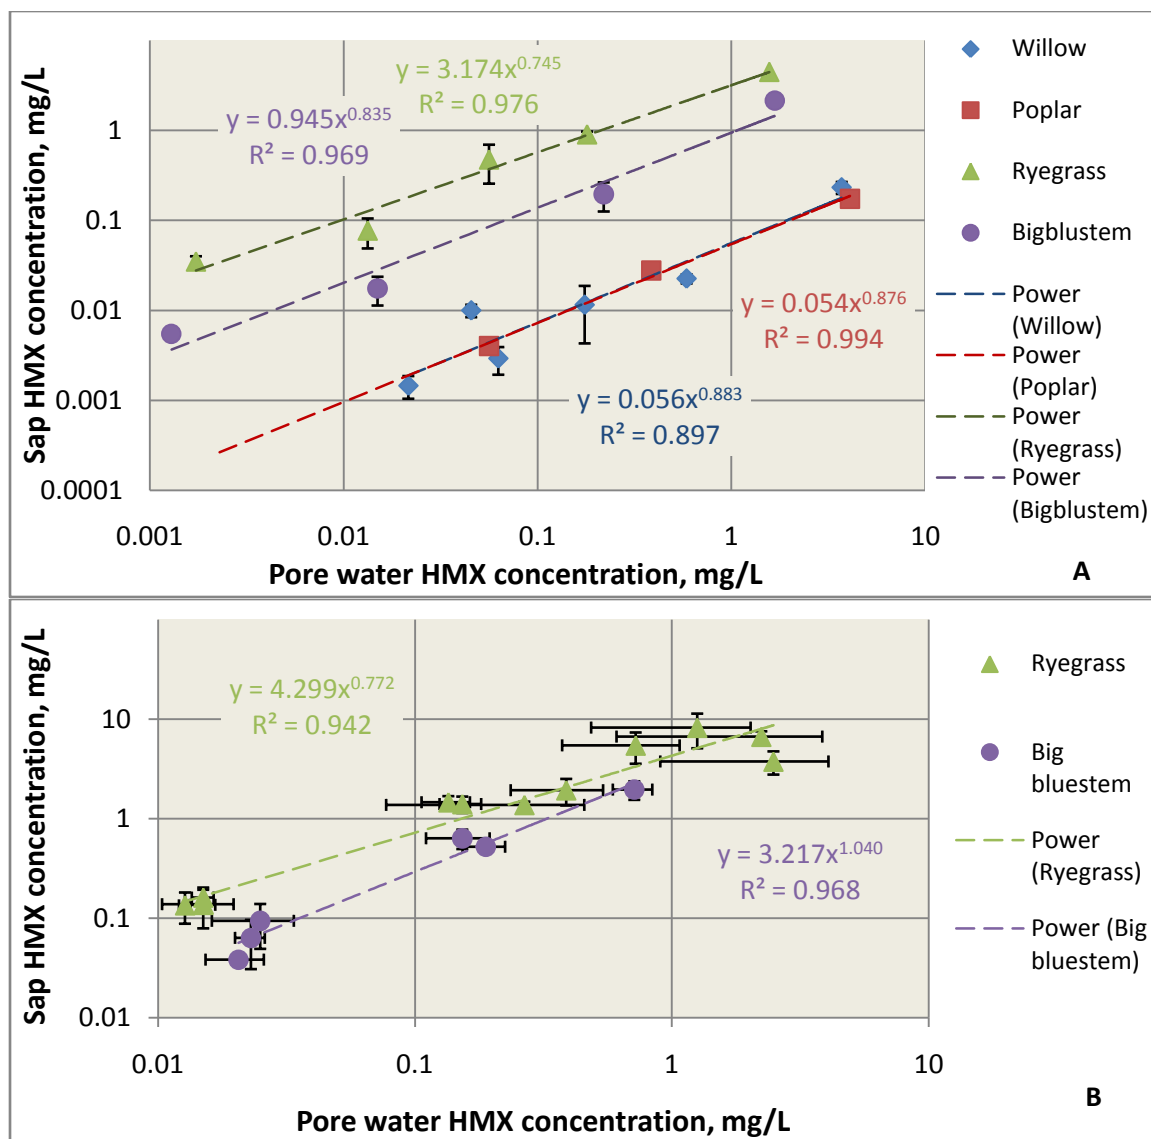 Sap HMX concentration, mg/L
1
0.1
0.01
0.001
0.0001
0.001
0.01
0.1
1
10
Pore water HMX concentration, mg/L
A
y = 3.174x^0.745
R² = 0.976
y = 0.945x^0.835
R² = 0.969
y = 0.054x^0.876
R² = 0.994
y = 0.056x^0.883
R² = 0.897
Willow
Poplar
Ryegrass
Bigblustem
Power
(Willow)
Power
(Poplar)
Power
(Ryegrass)
Power
(Bigblustem)
Sap HMX concentration, mg/L
10
1
0.1
0.01
0.01
0.1
1
10
Pore water HMX concentration, mg/L
B
y = 4.299x^0.772
R² = 0.942
y = 3.217x^1.040
R² = 0.968
Ryegrass
Big
bluestem
Power
(Ryegrass)
Power (Big
bluestem)